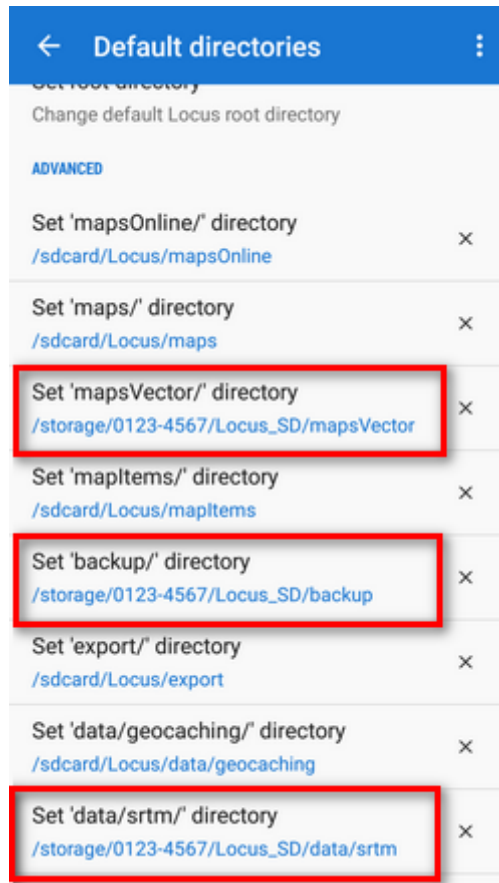 Default directories
Set root directory
Change default Locus root directory
ADVANCED
Set 'mapsOnline/' directory
/sdcard/Locus/mapsOnline
Set 'maps/' directory
/sdcard/Locus/maps
Set 'mapsVector/' directory
/storage/0123-4567/Locus_SD/mapsVector
Set 'mapItems/' directory
/sdcard/Locus/mapItems
Set 'backup/' directory
/storage/0123-4567/Locus_SD/backup
Set 'export/' directory
/sdcard/Locus/export
Set 'data/geocaching/' directory
/sdcard/Locus/data/geocaching
Set 'data/srtm/' directory
/storage/0123-4567/Locus_SD/data/srtm